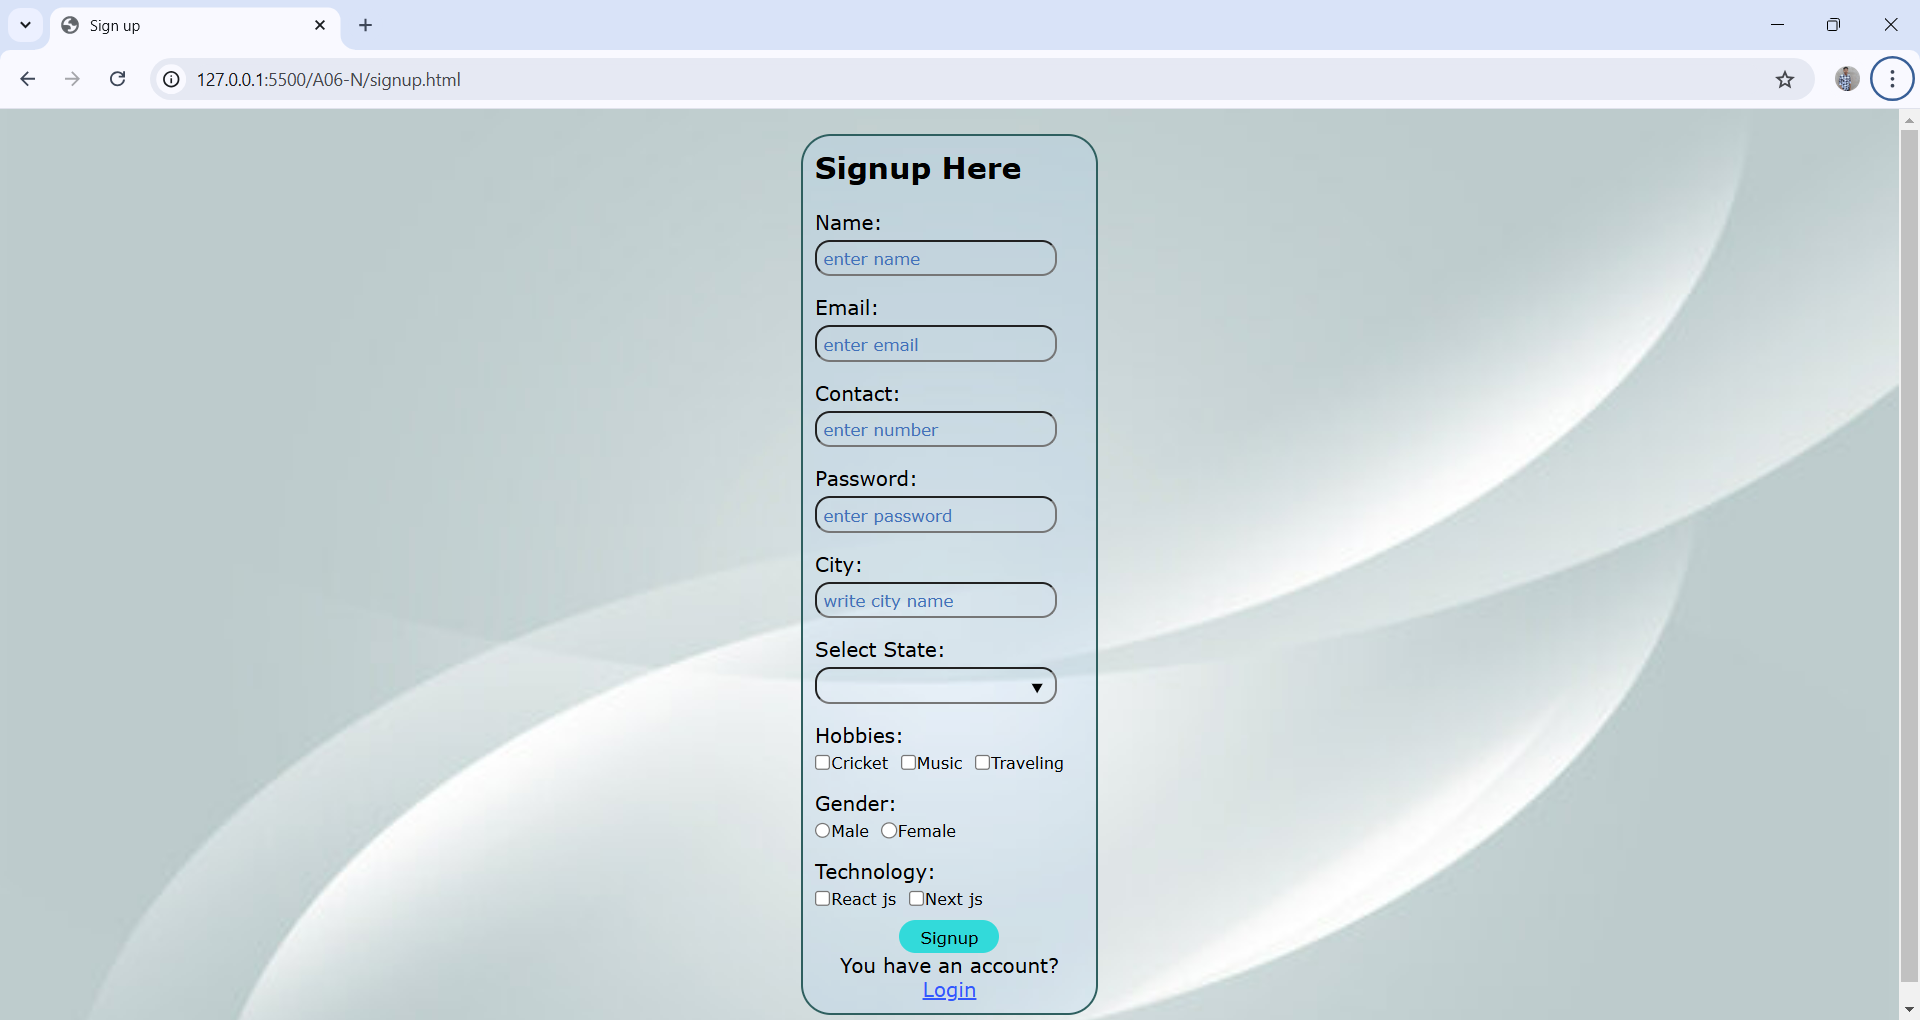 Sign up
127.0.0.1:5500/A06-N/signup.html
Signup Here
Name:
enter name
Email:
enter email
Contact:
enter number
Password:
enter password
City:
write city name
Select State:
Hobbies:
Cricket Music Traveling
Gender:
Male Female
Technology:
React js Next js
Signup
You have an account?
Login